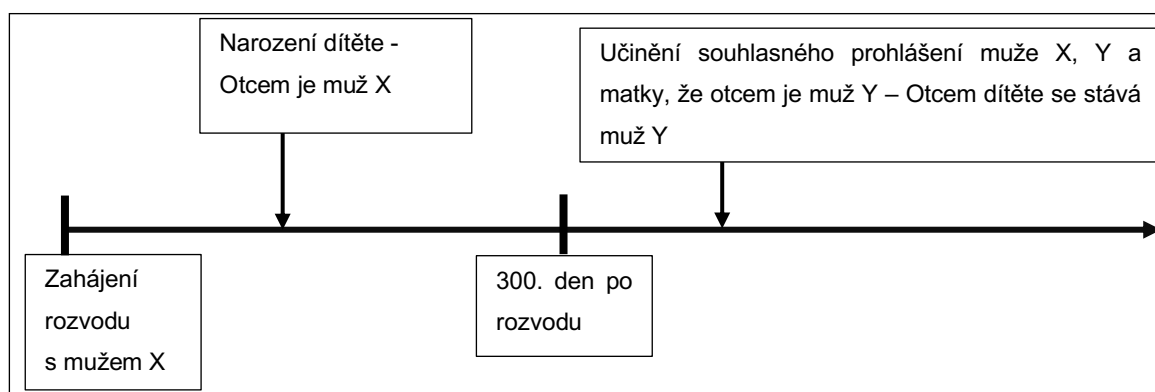 Narození dítěte -
Otcem je muž X
Učinění souhlasného prohlášení muže X, Y a
matky, že otcem je muž Y – Otcem dítěte se stává
muž Y
Zahájení
rozvodu
s mužem X
300. den po
rozvodu